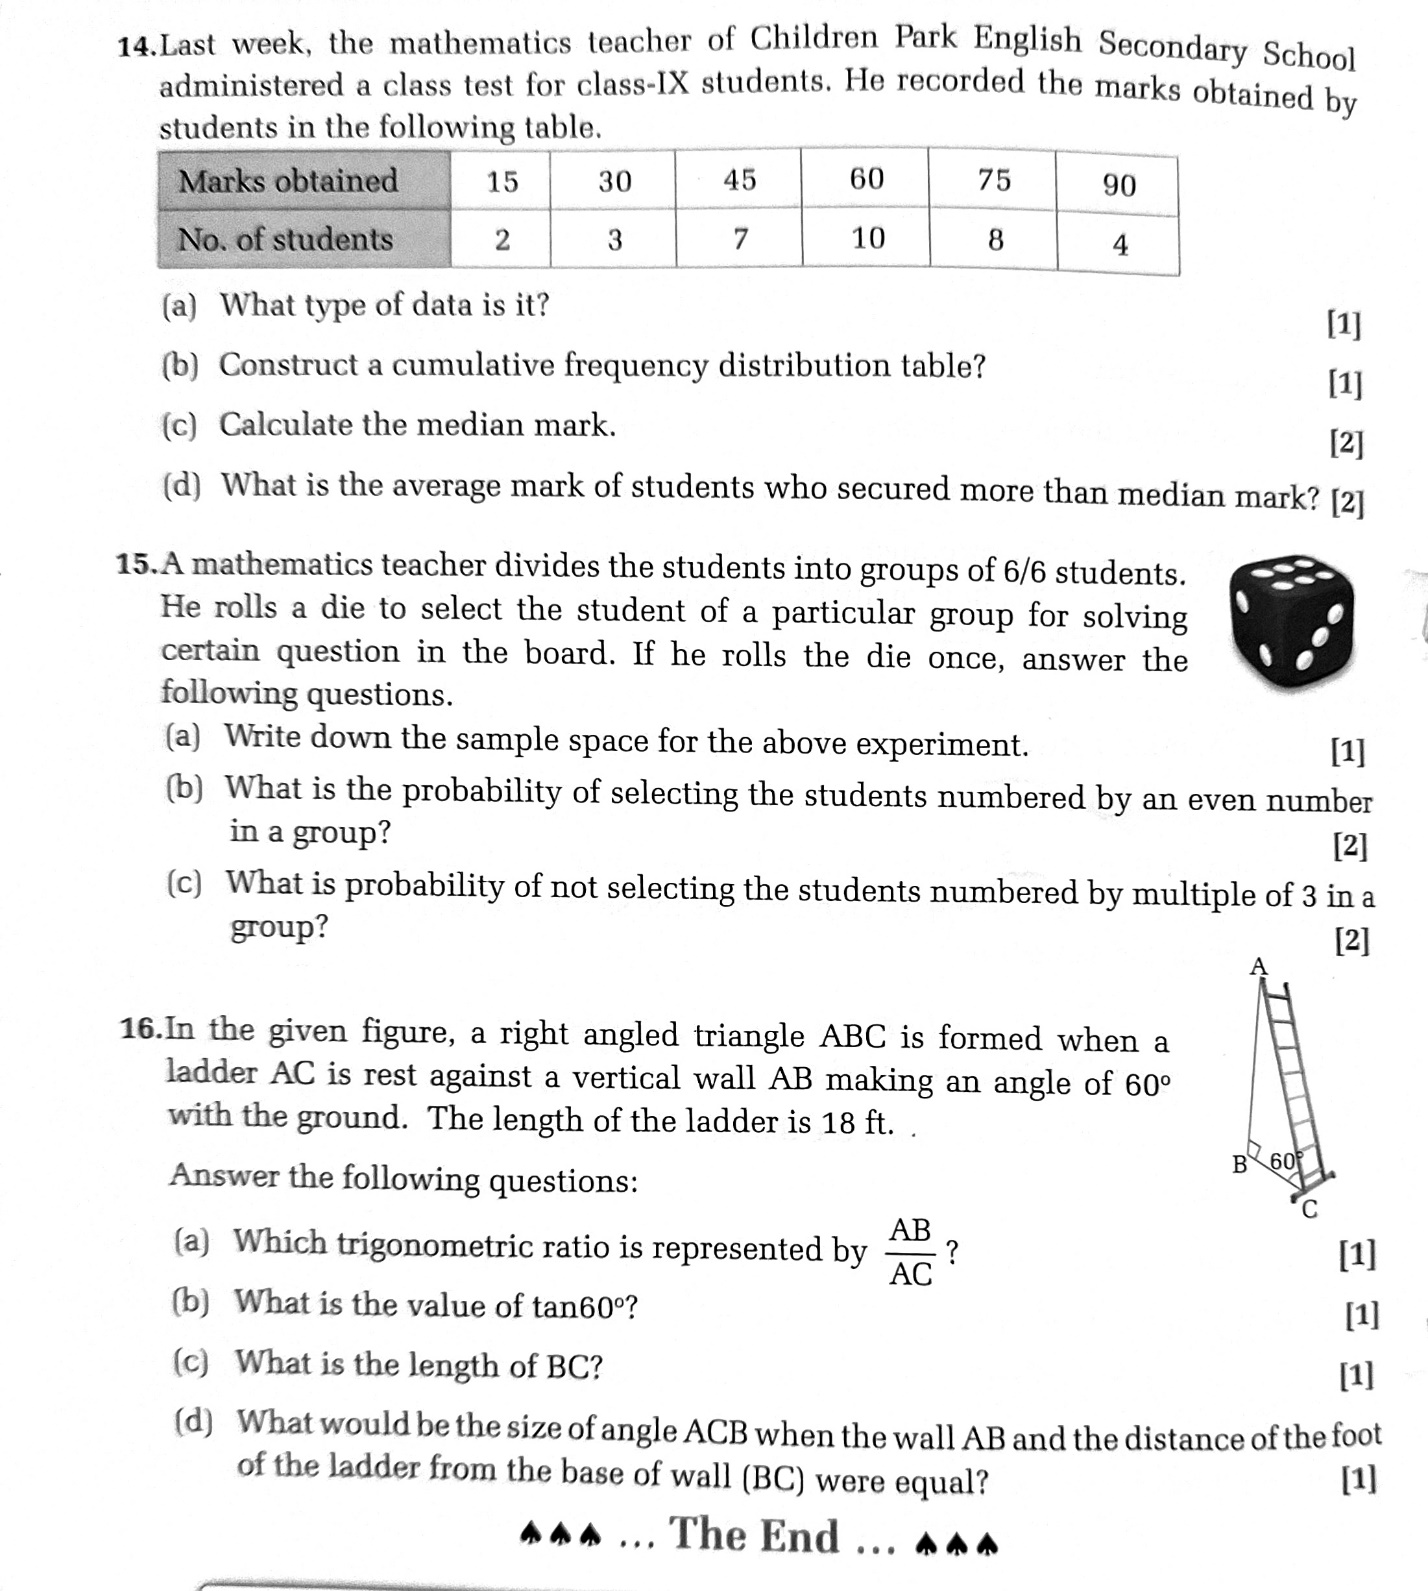 14.Last week, the mathematics teacher of Children Park English Secondary School
administered a class test for class-IX students. He recorded the marks obtained by
students in the following table.
Marks obtained 15 30 45 60 75 90
No. of students 2 3 7 10 8 4
(a) What type of data is it? [1]
(b) Construct a cumulative frequency distribution table? [1]
(c) Calculate the median mark. [2]
(d) What is the average mark of students who secured more than median mark? [2]
15.A mathematics teacher divides the students into groups of 6/6 students.
He rolls a die to select the student of a particular group for solving
certain question in the board. If he rolls the die once, answer the
following questions.
(a) Write down the sample space for the above experiment. [1]
(b) What is the probability of selecting the students numbered by an even number
in a group? [2]
(c) What is probability of not selecting the students numbered by multiple of 3 in a
group? [2]
16.In the given figure, a right angled triangle ABC is formed when a
ladder AC is rest against a vertical wall AB making an angle of 60°
with the ground. The length of the ladder is 18 ft.
A
B 60°
C
Answer the following questions:
(a) Which trigonometric ratio is represented by AB/AC ? [1]
(b) What is the value of tan60°? [1]
(c) What is the length of BC? [1]
(d) What would be the size of angle ACB when the wall AB and the distance of the foot
of the ladder from the base of wall (BC) were equal? [1]
♠♠♠ ... The End ... ♠♠♠